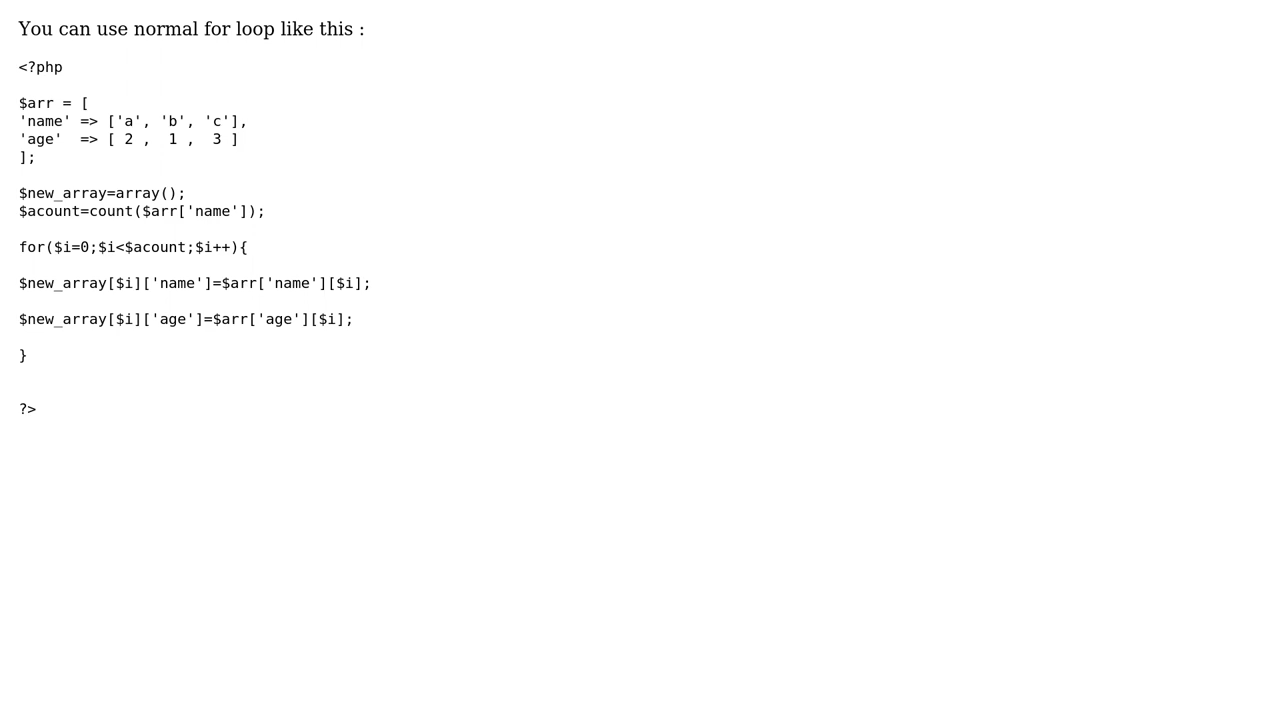 You can use normal for loop like this :
<?php
$arr = [
'name' => ['a', 'b', 'c'],
'age'  => [ 2 ,  1 ,  3 ]
];
$new_array=array();
$acount=count($arr['name']);
for($i=0;$i<$acount;$i++){
$new_array[$i]['name']=$arr['name'][$i];
$new_array[$i]['age']=$arr['age'][$i];
}
?>